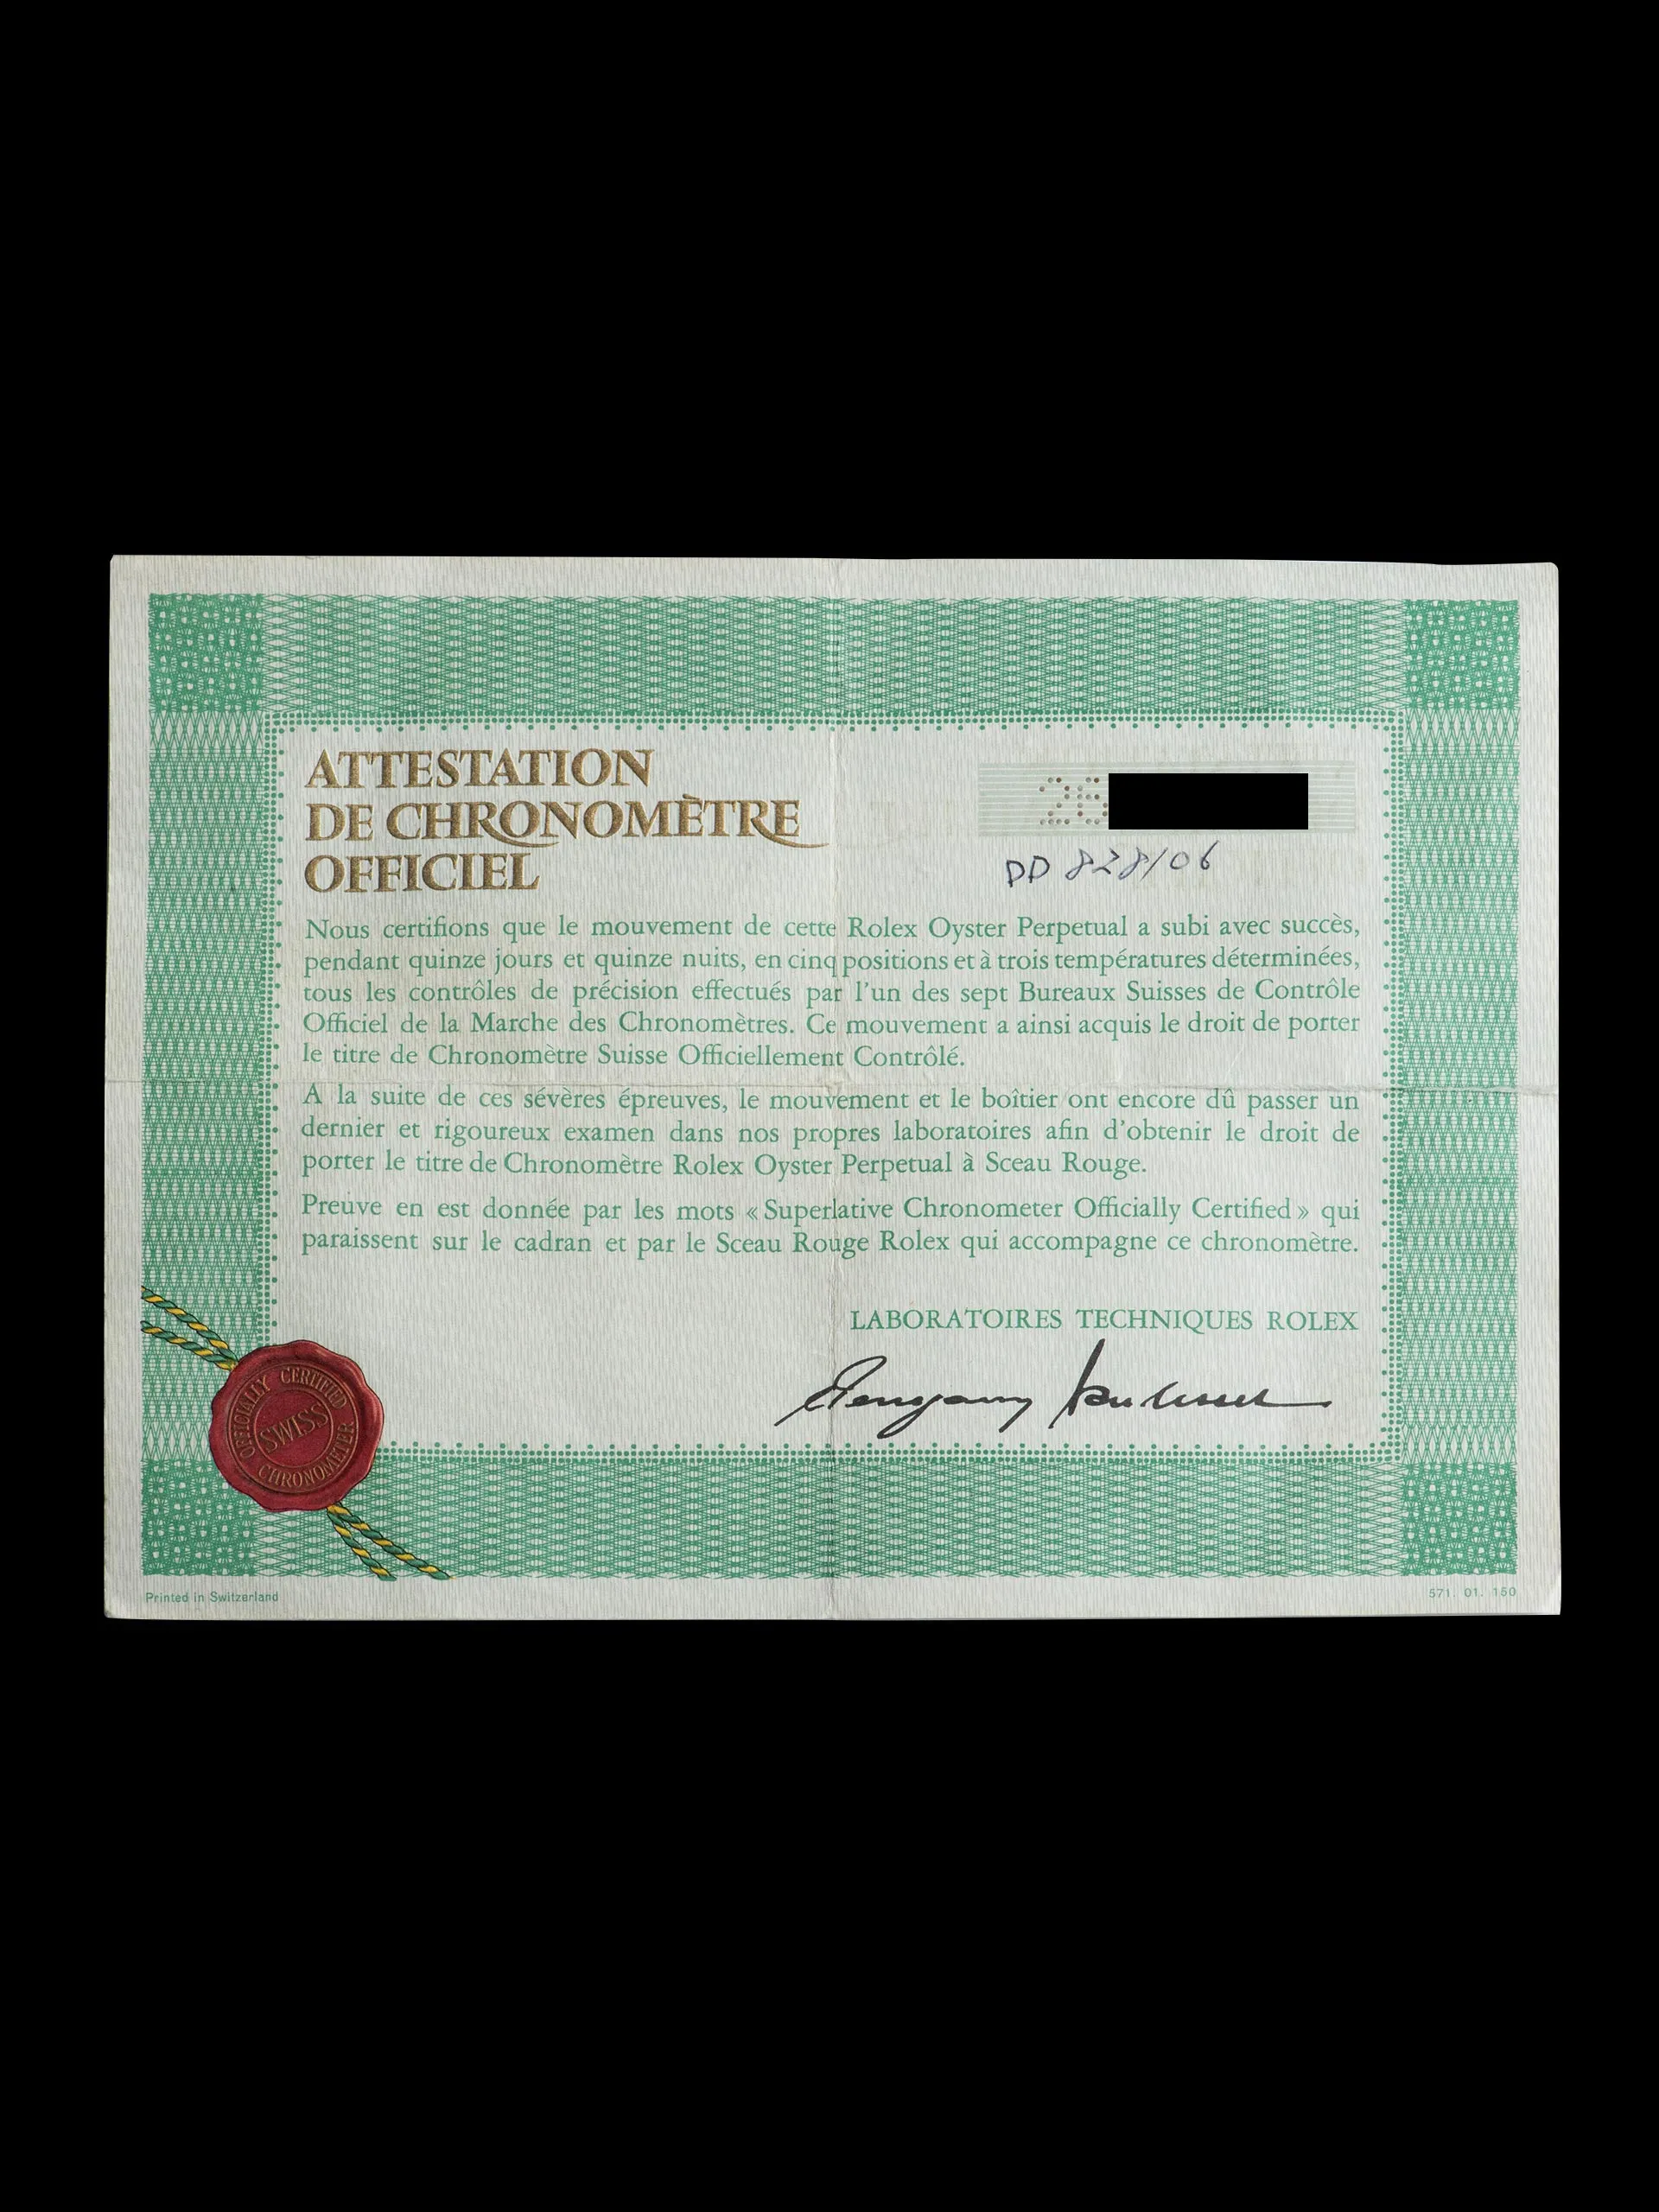 ATTESTATION
DE CHRONOMÈTRE
OFFICIEL
26
DD 828/06
Nous certifions que le mouvement de cette Rolex Oyster Perpetual a subi avec succès,
pendant quinze jours et quinze nuits, en cinq positions et à trois températures déterminées,
tous les contrôles de précision effectués par l'un des sept Bureaux Suisses de Contrôle
Officiel de la Marche des Chronomètres. Ce mouvement a ainsi acquis le droit de porter
le titre de Chronomètre Suisse Officiellement Contrôlé.
A la suite de ces sévères épreuves, le mouvement et le boîtier ont encore dû passer un
dernier et rigoureux examen dans nos propres laboratoires afin d'obtenir le droit de
porter le titre de Chronomètre Rolex Oyster Perpetual à Sceau Rouge.
Preuve en est donnée par les mots « Superlative Chronometer Officially Certified » qui
paraissent sur le cadran et par le Sceau Rouge Rolex qui accompagne ce chronomètre.
LABORATOIRES TECHNIQUES ROLEX
OFFICIALLY CERTIFIED
SWISS
CHRONOMETER
Printed in Switzerland
571. 01. 150